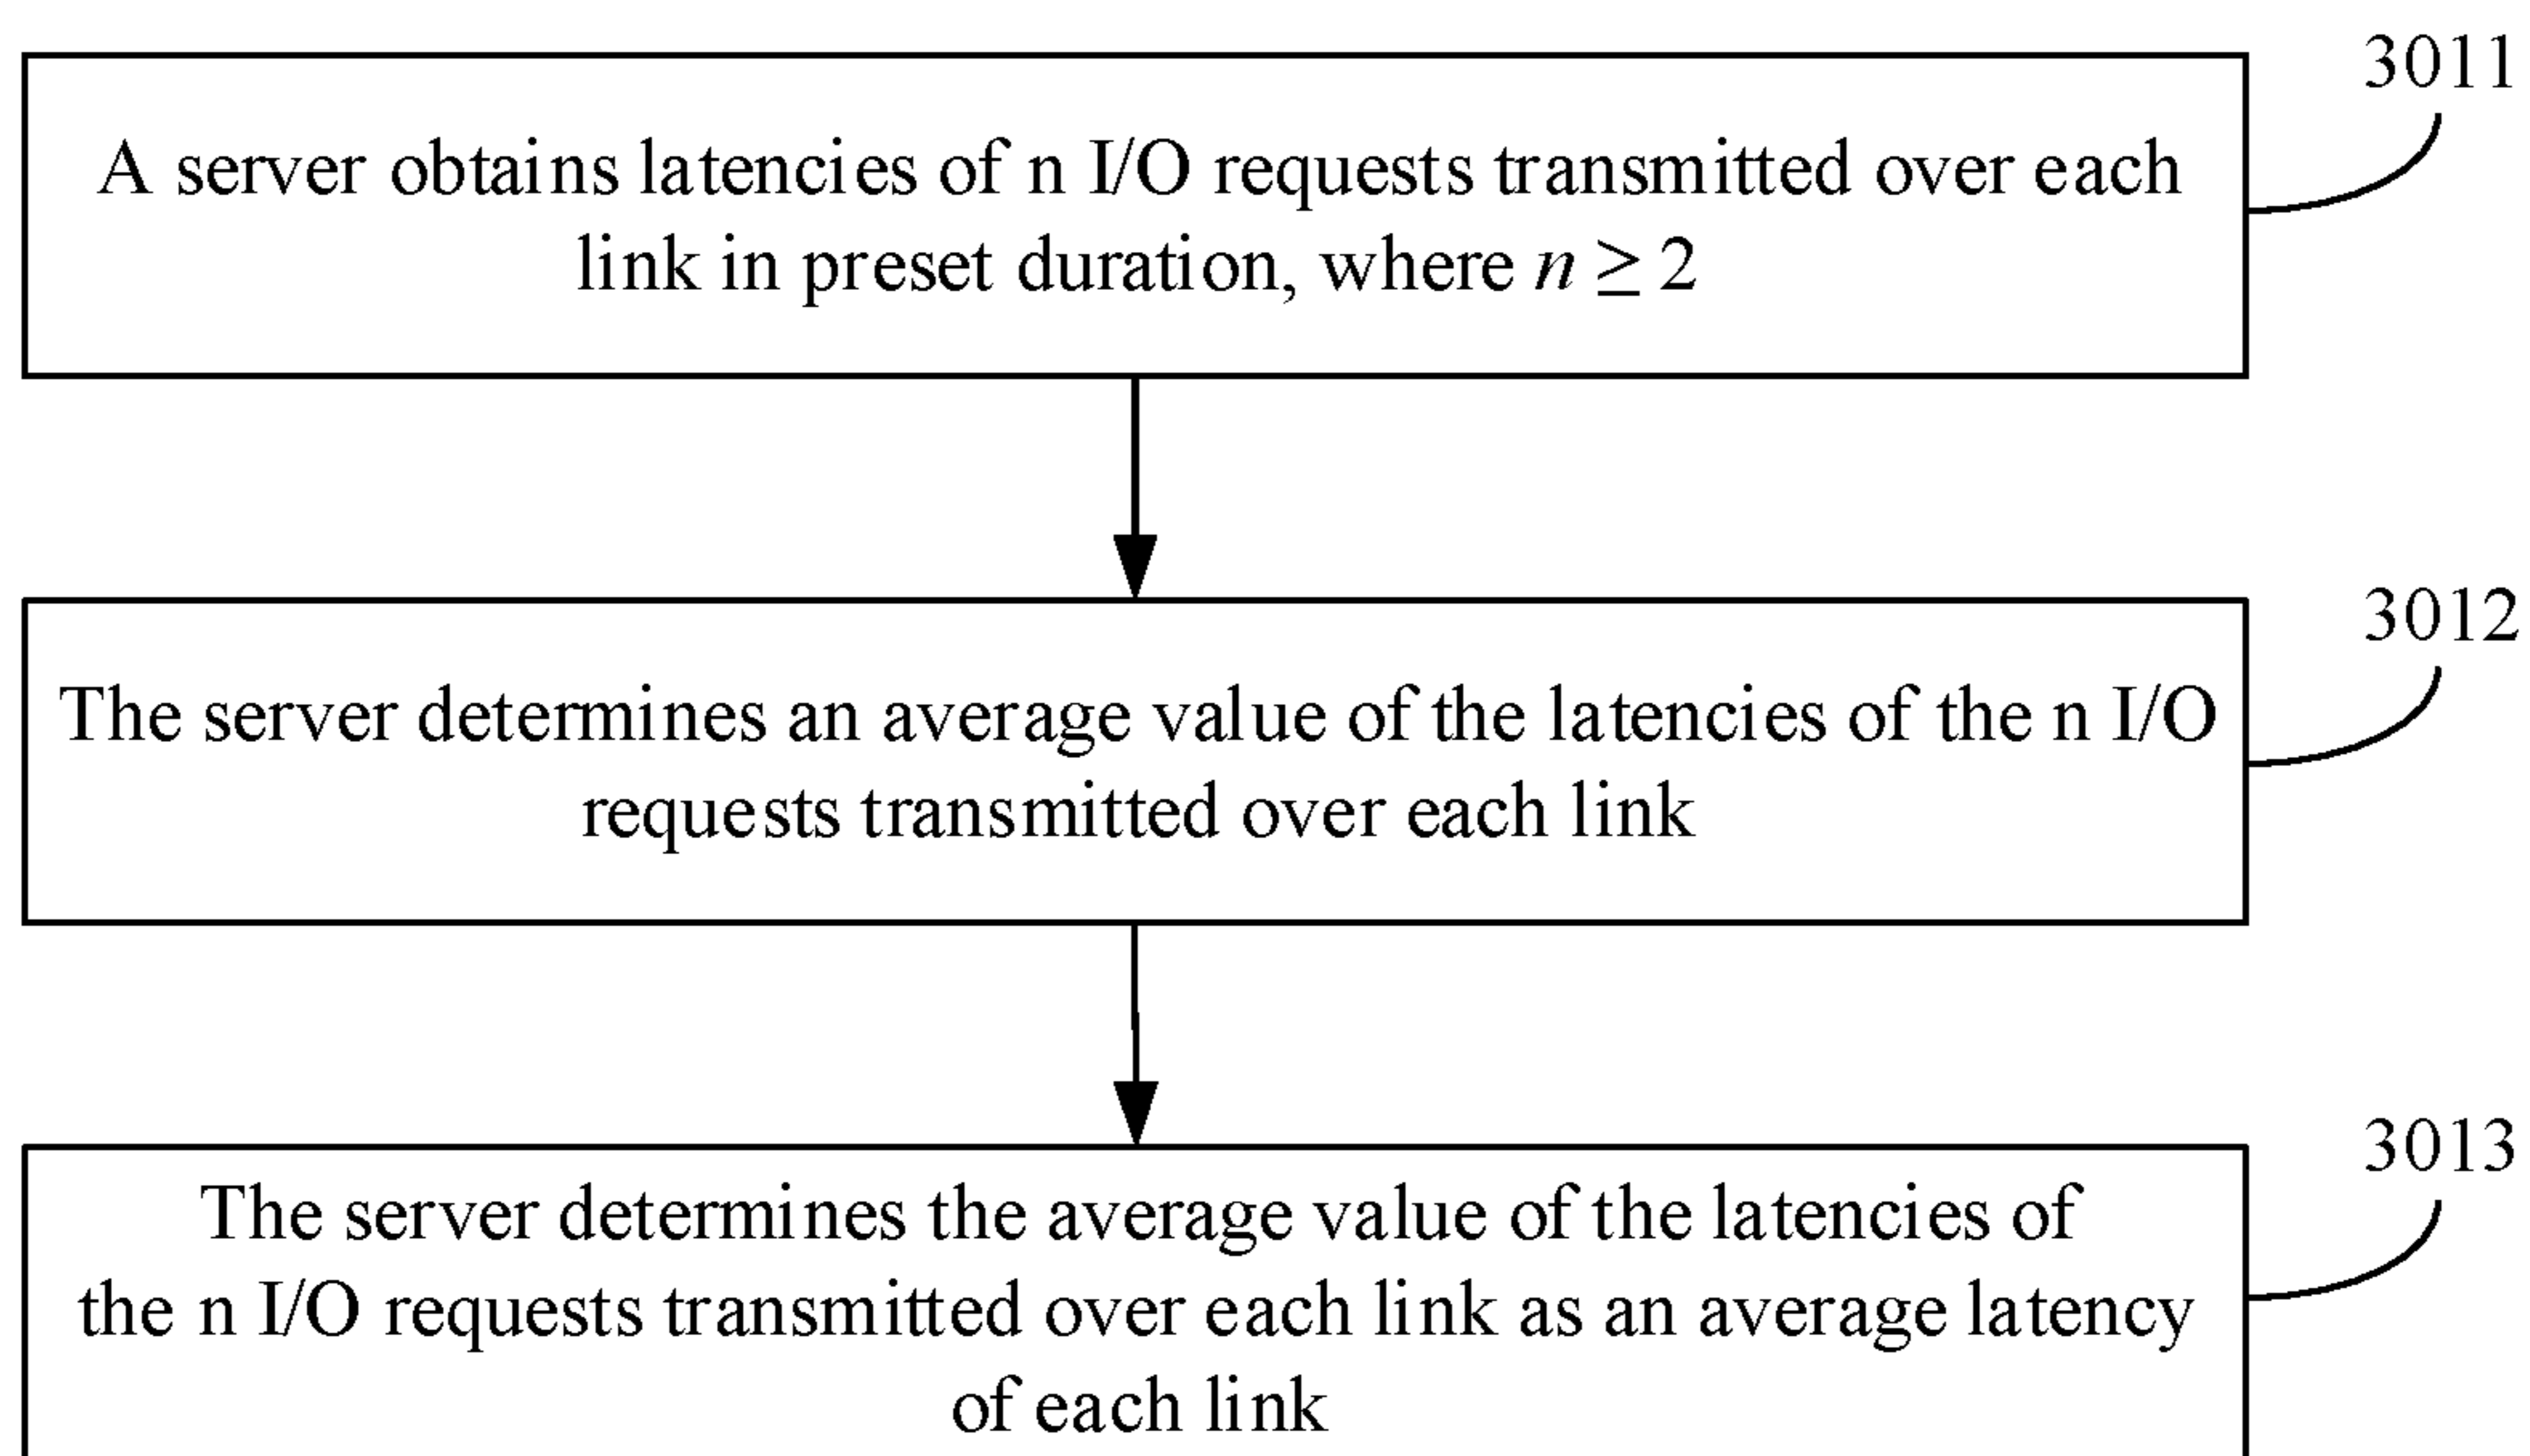 3011
A server obtains latencies of n I/O requests transmitted over each
link in preset duration, where n ≥ 2
3012
The server determines an average value of the latencies of the n I/O
requests transmitted over each link
3013
The server determines the average value of the latencies of
the n I/O requests transmitted over each link as an average latency
of each link